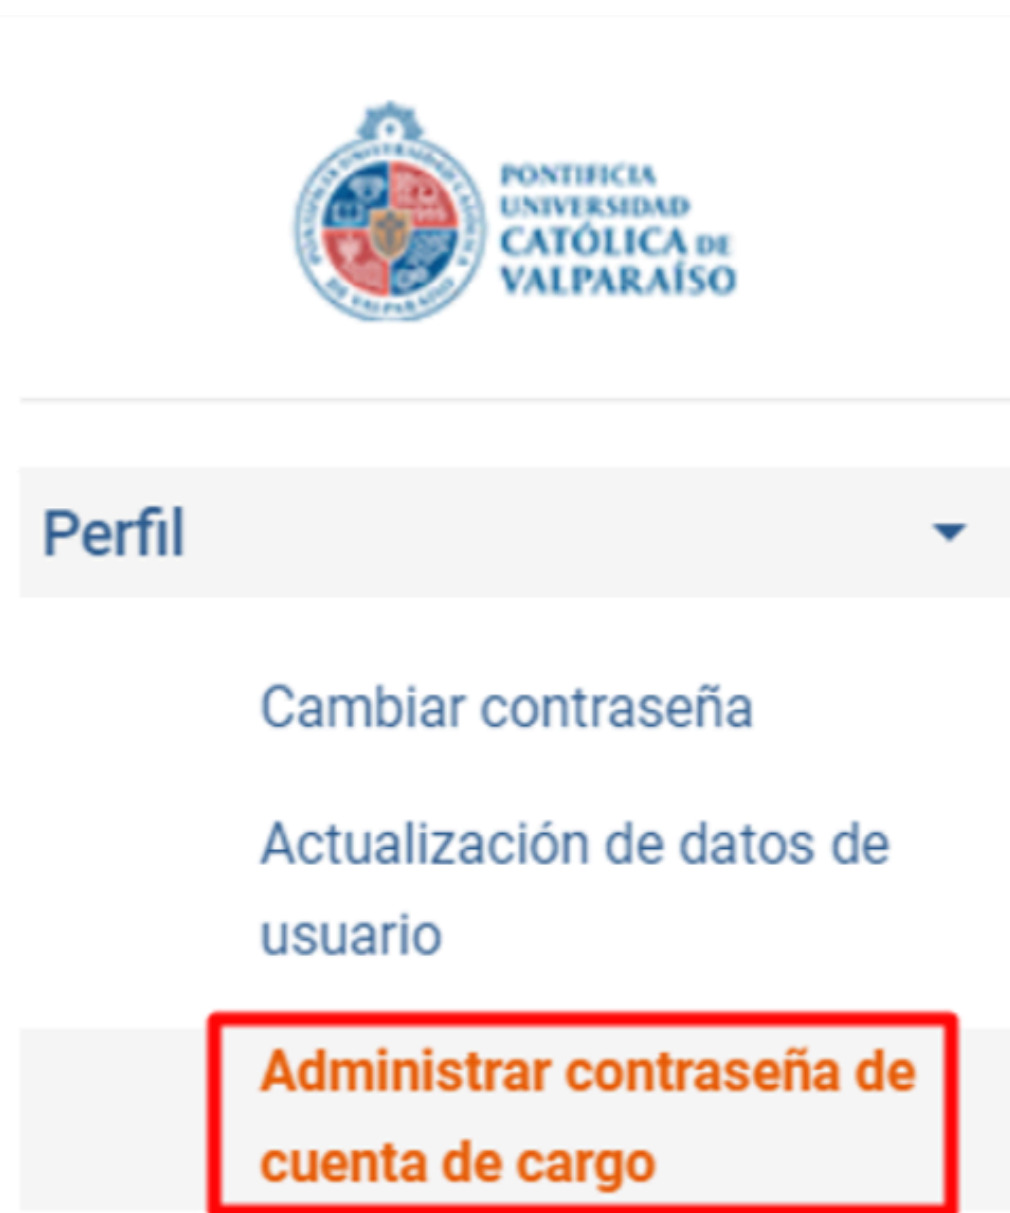 PONTIFICIA
UNIVERSIDAD
CATÓLICA DE
VALPARAÍSO
Perfil
Cambiar contraseña
Actualización de datos de
usuario
Administrar contraseña de
cuenta de cargo